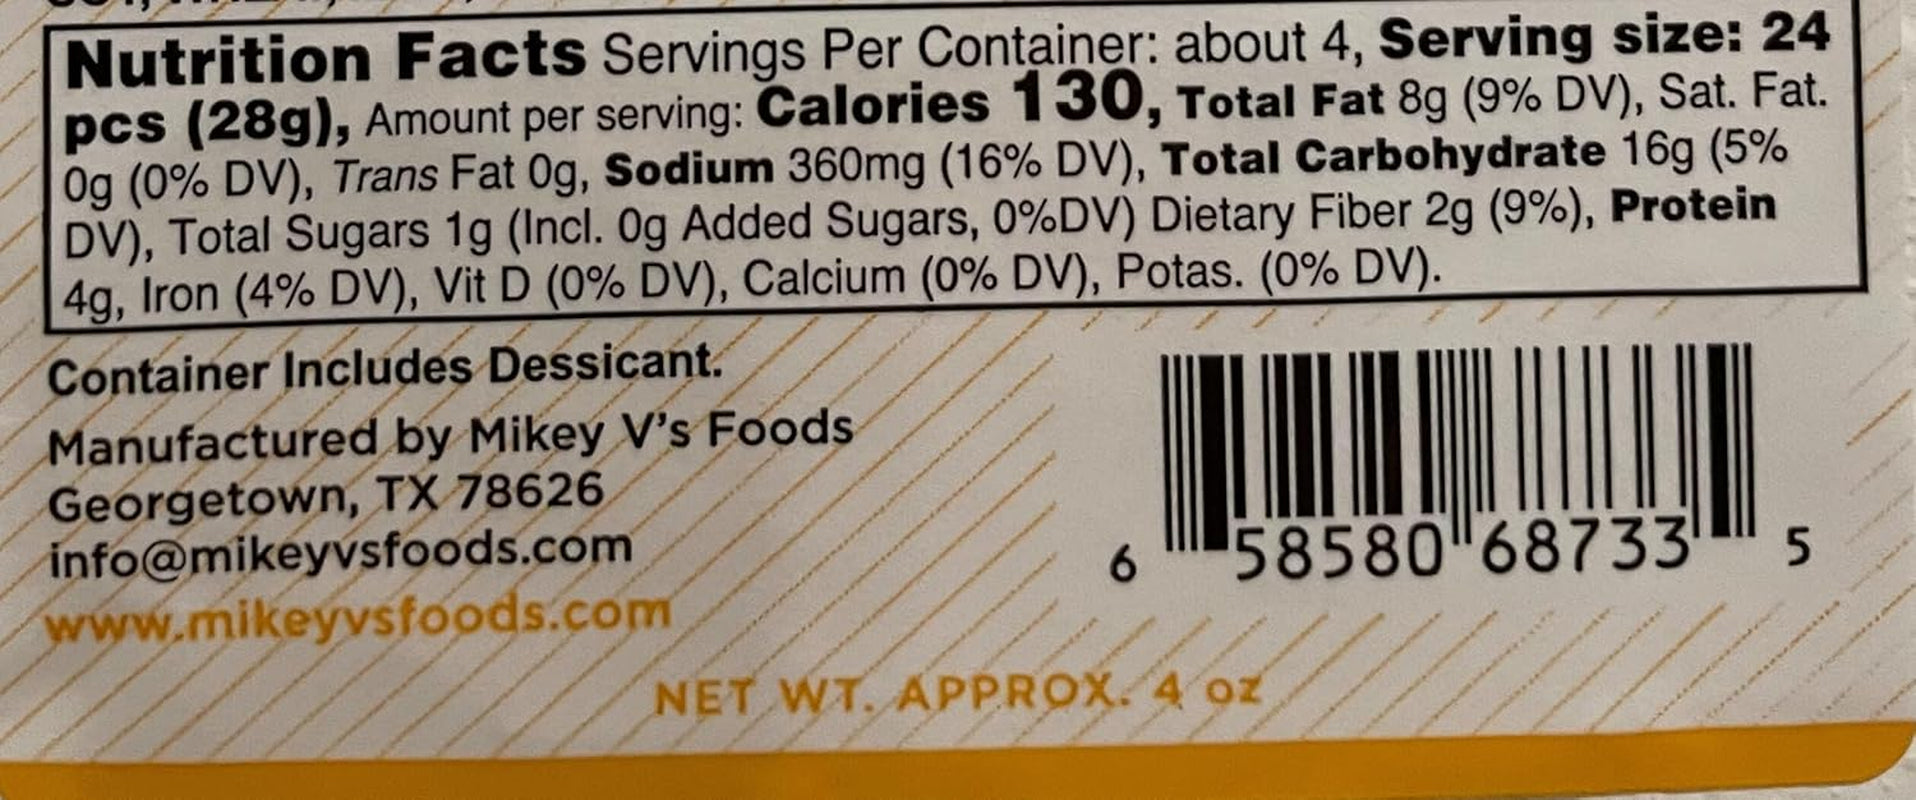 Nutrition Facts Servings Per Container: about 4, Serving size: 24
pcs (28g), Amount per serving: Calories 130, Total Fat 8g (9% DV), Sat. Fat.
0g (0% DV), Trans Fat 0g, Sodium 360mg (16% DV), Total Carbohydrate 16g (5%
DV), Total Sugars 1g (Incl. 0g Added Sugars, 0%DV) Dietary Fiber 2g (9%), Protein
4g, Iron (4% DV), Vit D (0% DV), Calcium (0% DV), Potas. (0% DV).
Container Includes Dessicant.
Manufactured by Mikey V's Foods
Georgetown, TX 78626
info@mikeyvsfoods.com
www.mikeyvsfoods.com
6 58580 68733 5
NET WT. APPROX. 4 oz